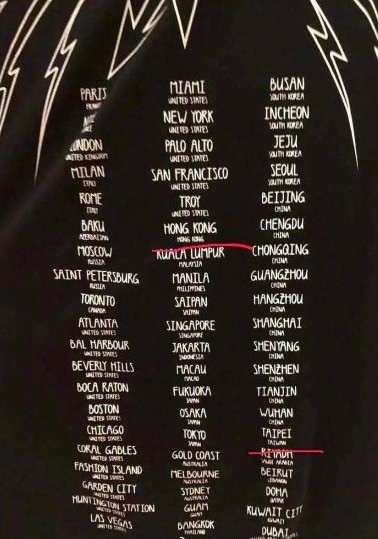 PARIS
FRANCE
LONDON
UNITED KINGDOM
MILAN
ITALY
ROME
ITALY
BAKU
AZERBAIJAN
MOSCOW
RUSSIA
SAINT PETERSBURG
RUSSIA
TORONTO
CANADA
ATLANTA
UNITED STATES
BAL HARBOUR
UNITED STATES
BEVERLY HILLS
UNITED STATES
BOCA RATON
UNITED STATES
BOSTON
UNITED STATES
CHICAGO
UNITED STATES
CORAL GABLES
UNITED STATES
FASHION ISLAND
UNITED STATES
GARDEN CITY
UNITED STATES
HUNTINGTON STATION
UNITED STATES
LAS VEGAS
UNITED STATES
MIAMI
UNITED STATES
NEW YORK
UNITED STATES
PALO ALTO
UNITED STATES
SAN FRANCISCO
UNITED STATES
TROY
UNITED STATES
HONG KONG
HONG KONG
KUALA LUMPUR
MALAYSIA
MANILA
PHILIPPINES
SAIPAN
SAIPAN
SINGAPORE
SINGAPORE
JAKARTA
INDONESIA
MACAU
MACAU
FUKUOKA
JAPAN
OSAKA
JAPAN
TOKYO
JAPAN
GOLD COAST
AUSTRALIA
MELBOURNE
AUSTRALIA
SYDNEY
AUSTRALIA
GUAM
GUAM
BANGKOK
THAILAND
BUSAN
SOUTH KOREA
INCHEON
SOUTH KOREA
JEJU
SOUTH KOREA
SEOUL
SOUTH KOREA
BEIJING
CHINA
CHENGDU
CHINA
CHONGQING
CHINA
GUANGZHOU
CHINA
HANGZHOU
CHINA
SHANGHAI
CHINA
SHENYANG
CHINA
SHENZHEN
CHINA
TIANJIN
CHINA
WUHAN
CHINA
TAIPEI
TAIWAN
RIYADH
SAUDI ARABIA
BEIRUT
LEBANON
DOHA
QATAR
KUWAIT CITY
KUWAIT
DUBAI